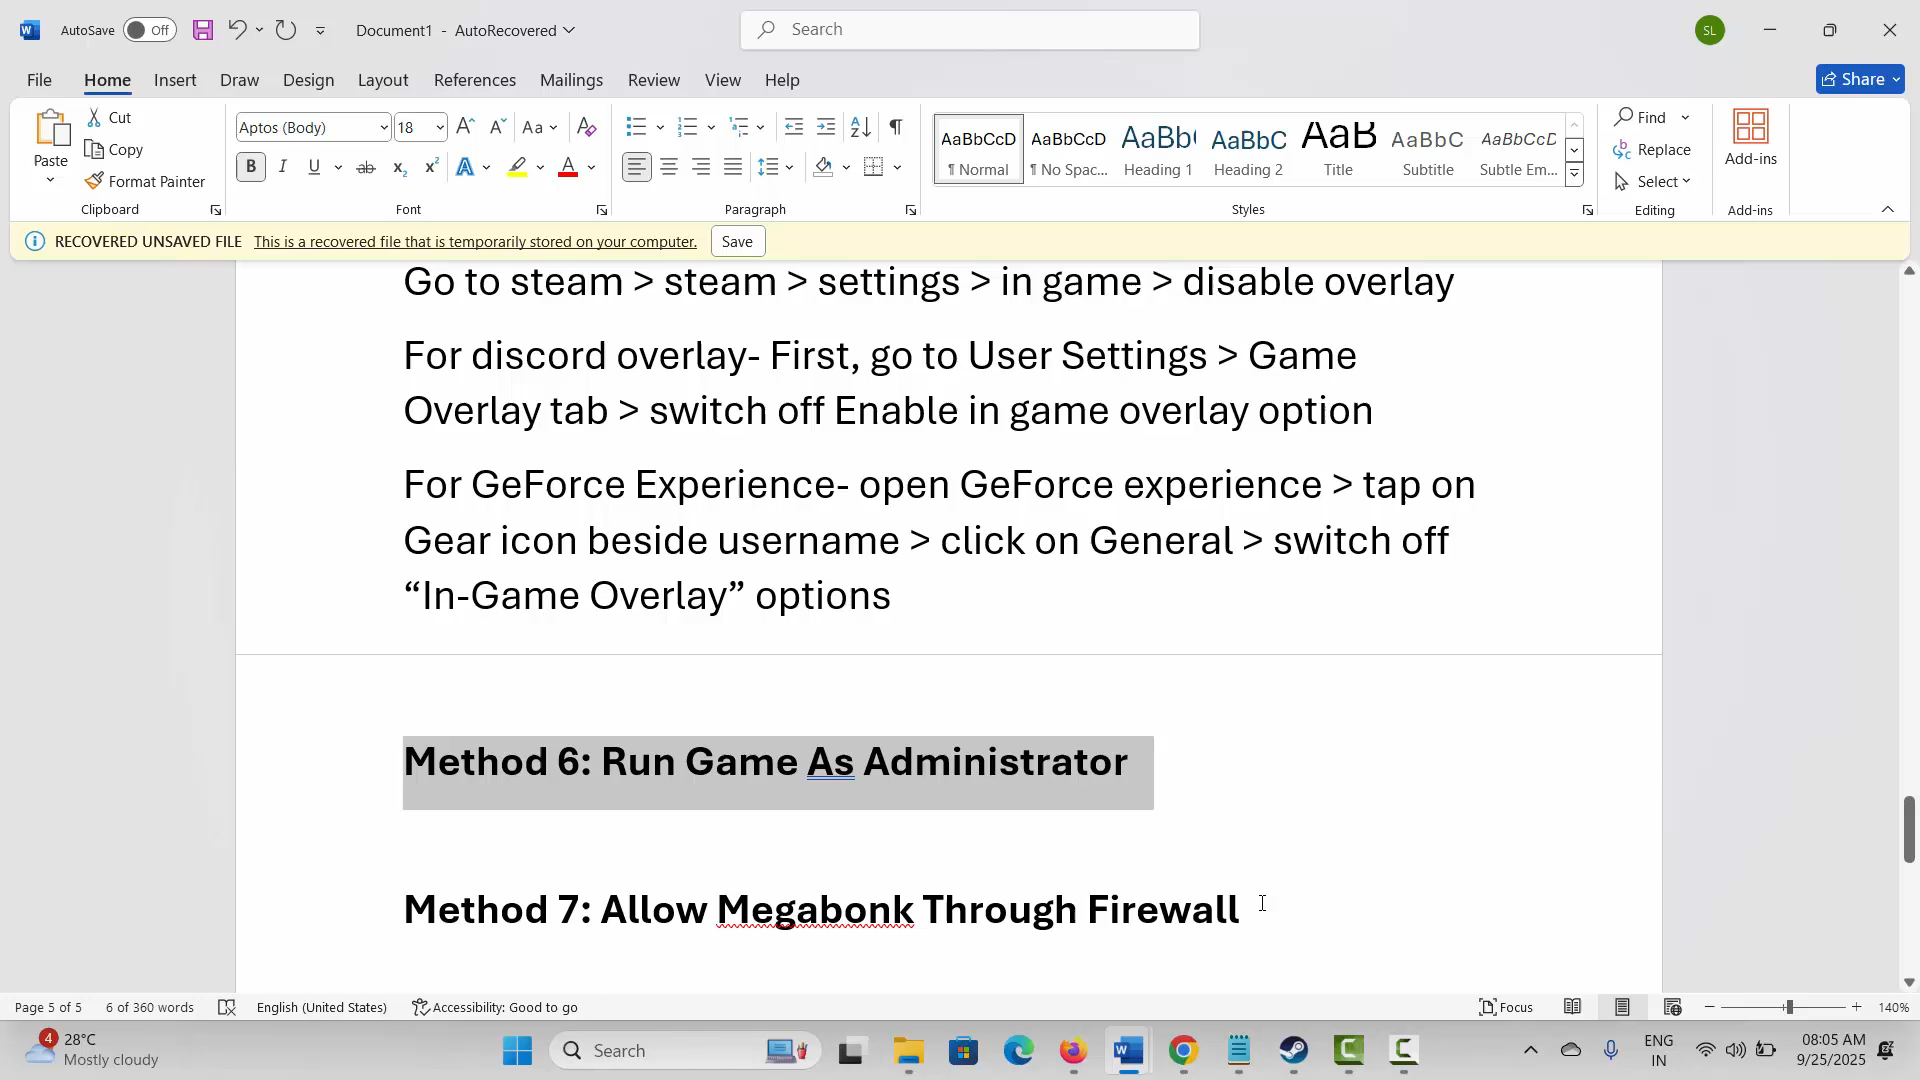 AutoSave Off Document1 - AutoRecovered Search SL
File Home Insert Draw Design Layout References Mailings Review View Help Share
Paste Cut Copy Format Painter Clipboard
Aptos (Body) 18 Aa Font
Paragraph
AaBbCcD AaBbCcD AaBb( AaBbC AaB AaBbC AaBbCcD
¶ Normal ¶ No Spac... Heading 1 Heading 2 Title Subtitle Subtle Em...
Styles
Find Replace Select Editing
Add-ins Add-ins
RECOVERED UNSAVED FILE This is a recovered file that is temporarily stored on your computer. Save
Go to steam > steam > settings > in game > disable overlay
For discord overlay- First, go to User Settings > Game
Overlay tab > switch off Enable in game overlay option
For GeForce Experience- open GeForce experience > tap on
Gear icon beside username > click on General > switch off
“In-Game Overlay” options
Method 6: Run Game As Administrator
Method 7: Allow Megabonk Through Firewall
Page 5 of 5 6 of 360 words English (United States) Accessibility: Good to go Focus 140%
4 28°C Search ENG 08:05 AM
Mostly cloudy IN 9/25/2025